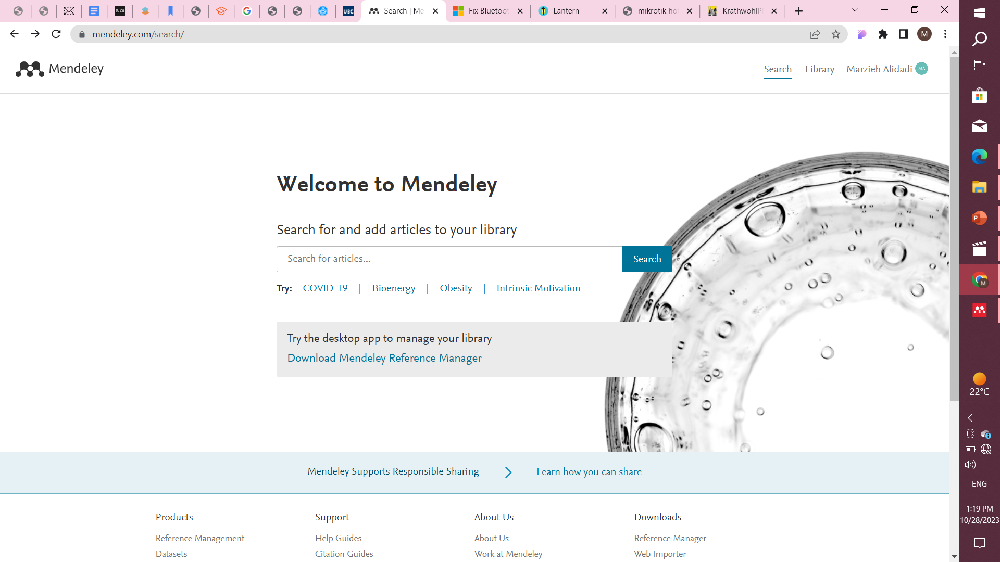 B AI
UBC
Search | Me
Fix Bluetoot
Lantern
mikrotik ho
KrathwohlP
mendeley.com/search/
M
Mendeley
Search
Library
Marzieh Alidadi
MA
Welcome to Mendeley
Search for and add articles to your library
Search for articles...
Search
Try: COVID-19 | Bioenergy | Obesity | Intrinsic Motivation
Try the desktop app to manage your library
Download Mendeley Reference Manager
Mendeley Supports Responsible Sharing
Learn how you can share
Products
Reference Management
Datasets
Support
Help Guides
Citation Guides
About Us
About Us
Work at Mendeley
Downloads
Reference Manager
Web Importer
P
M
22°C
ENG
1:19 PM
10/28/2023